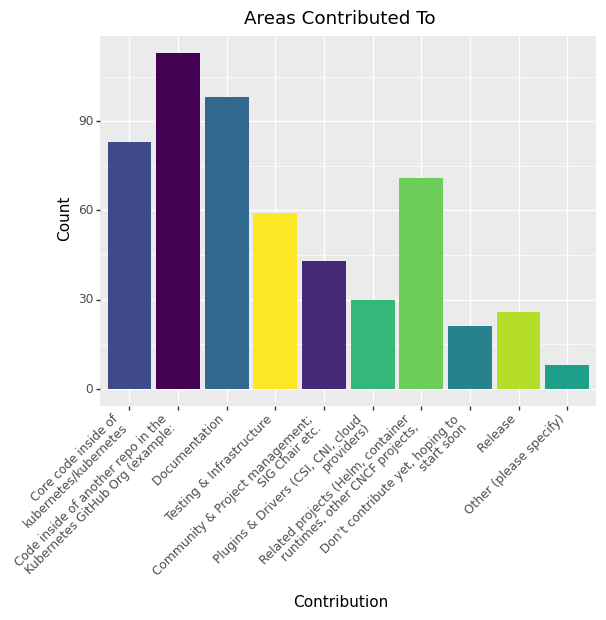 Areas Contributed To
Count
90
60
30
0
Core code inside of
kubernetes/kubernetes
Code inside of another repo in the
Kubernetes GitHub Org (example:
Documentation
Testing & Infrastructure
Community & Project management;
SIG Chair etc.
Plugins & Drivers (CSI, CNI, cloud
providers)
Related projects (Helm, container
runtimes, other CNCF projects,
Don't contribute yet, hoping to
start soon
Release
Other (please specify)
Contribution